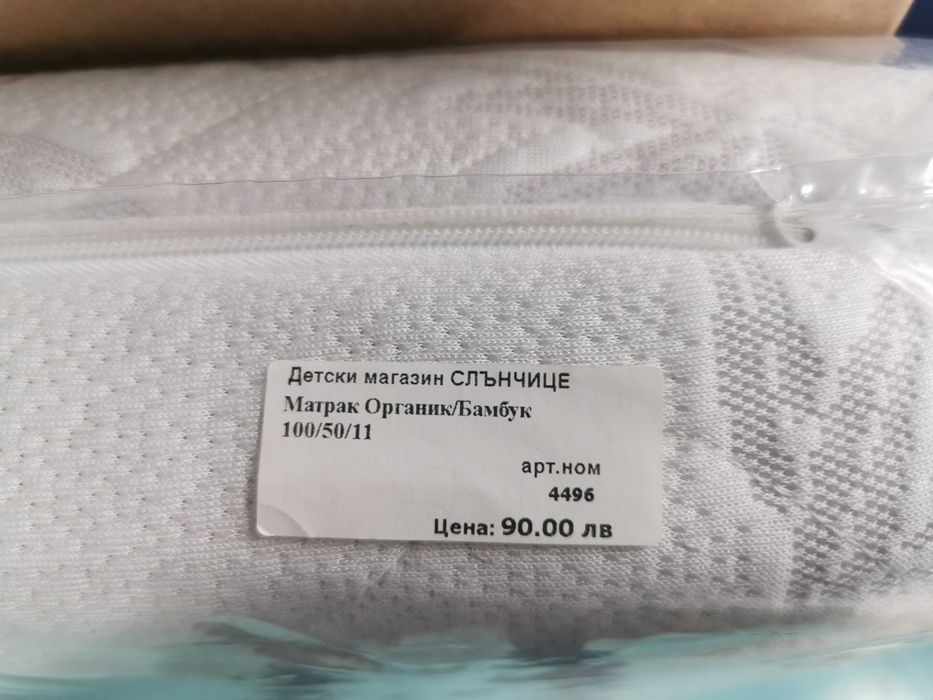 Детски магазин СЛЪНЧИЦЕ
Матрак Органик/Бамбук
100/50/11
арт.ном
4496
Цена: 90.00 лв